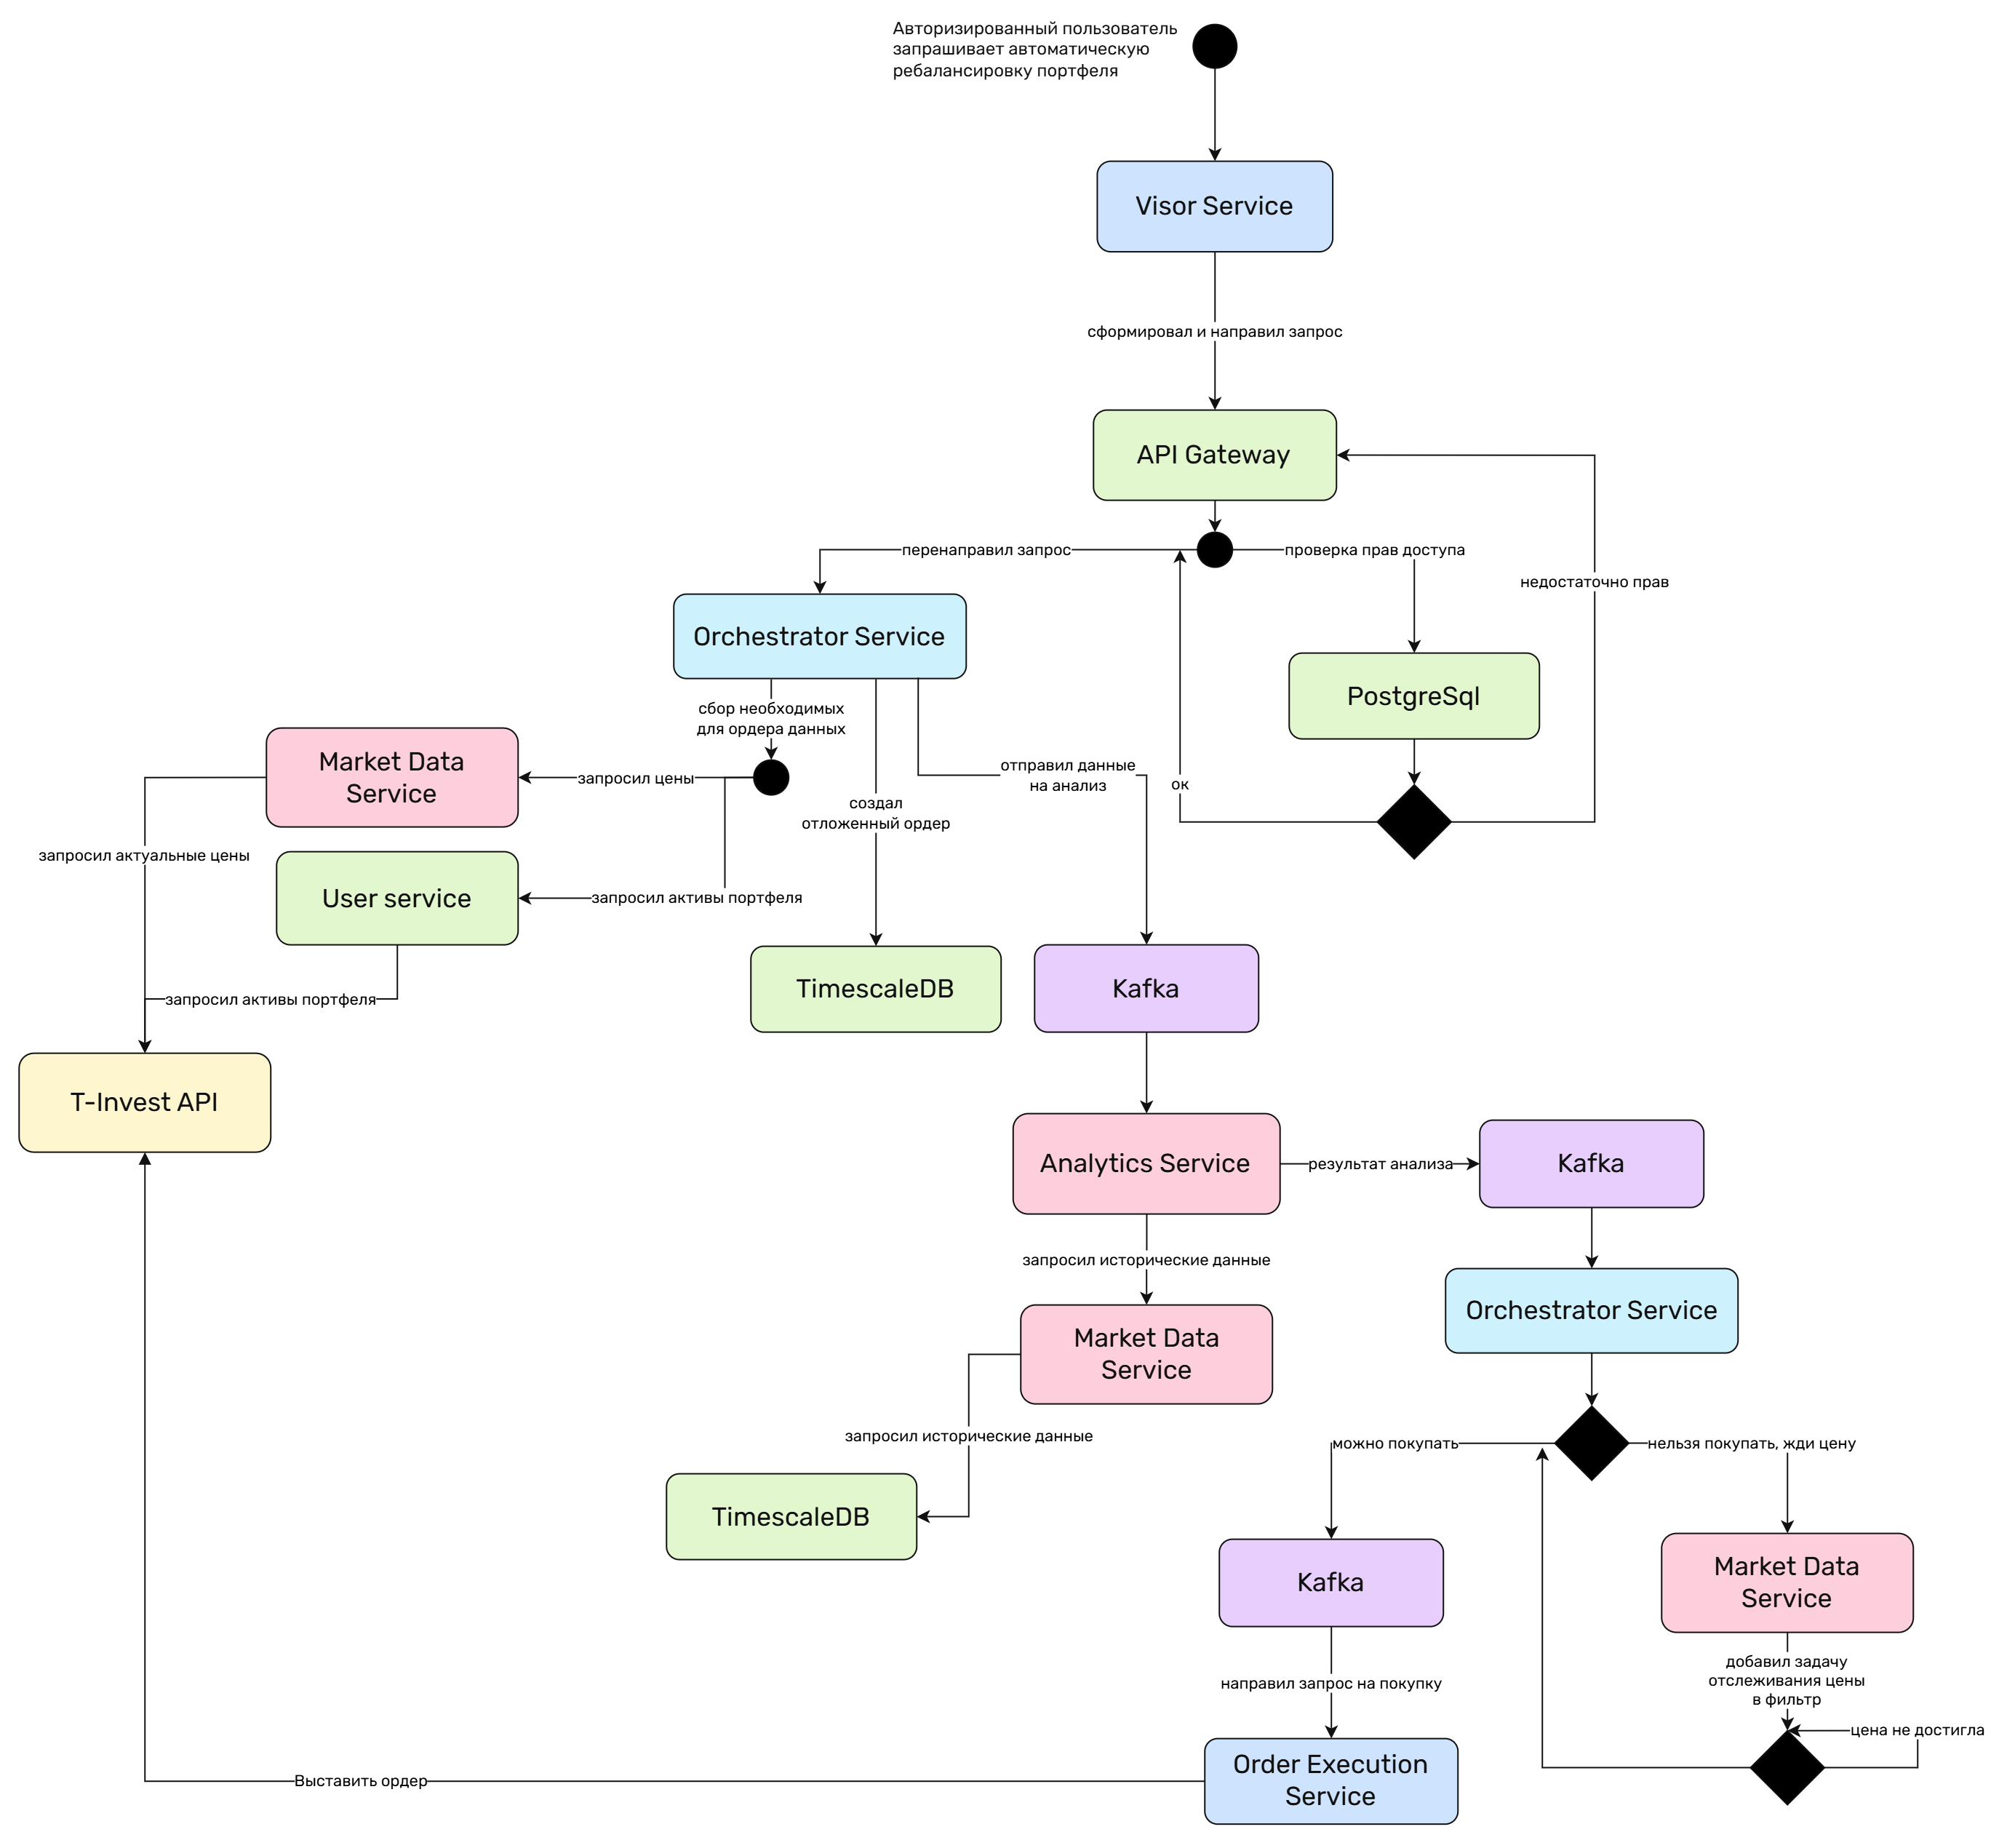 Авторизированный пользователь
запрашивает автоматическую
ребалансировку портфеля
Visor Service
сформировал и направил запрос
API Gateway
перенаправил запрос
проверка прав доступа
недостаточно прав
Orchestrator Service
PostgreSql
сбор необходимых
для ордера данных
Market Data
Service
запросил цены
отправил данные
на анализ
ок
создал
отложенный ордер
запросил актуальные цены
User service
запросил активы портфеля
TimescaleDB
Kafka
запросил активы портфеля
T-Invest API
Analytics Service
результат анализа
Kafka
запросил исторические данные
Orchestrator Service
Market Data
Service
запросил исторические данные
можно покупать
нельзя покупать, жди цену
TimescaleDB
Kafka
Market Data
Service
добавил задачу
отслеживания цены
в фильтр
направил запрос на покупку
цена не достигла
Order Execution
Service
Выставить ордер